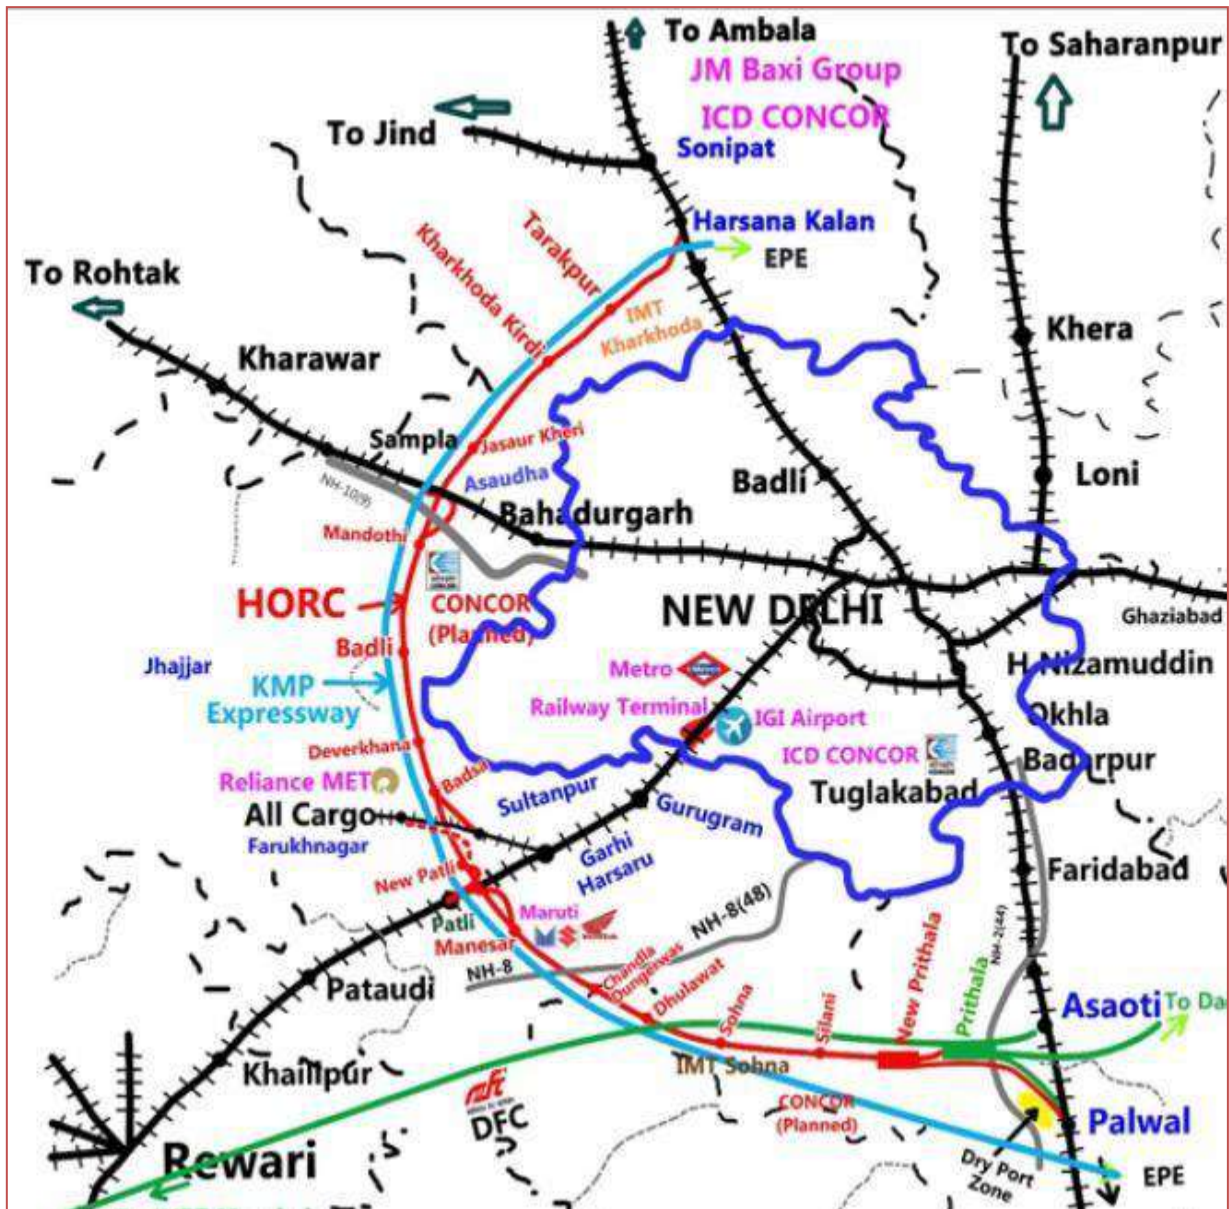 To Ambala
To Saharanpur
JM Baxi Group
ICD CONCOR
To Jind
Sonipat
Harsana Kalan
EPE
Tarakpur
Kharkhoda Kirdi
To Rohtak
IMT
Kharkhoda
Khera
Kharawar
Sampla
Jasaur Kheri
Asaudha
Badli
Loni
NH-10(9)
Bahadurgarh
Mandothi
HORC
CONCOR
(Planned)
NEW DELHI
Ghaziabad
Badli
Jhajjar
Metro
H.Nizamuddin
KMP
Expressway
Railway Terminal
IGI Airport
Okhla
Deverkhana
ICD CONCOR
Badarpur
Reliance MET
Badsa
Sultanpur
Tuglakabad
All Cargo
Gurugram
Farukhnagar
Garhi
Harsaru
Faridabad
New Patli
Patli
Maruti
Manesar
NH-8(48)
NH-8
Chandla
Dungerwas
Dhulawat
Sohna
Silani
New Prithala
Prithala
NH-2(44)
Pataudi
Asaoti
To Da
Khalilpur
IMT Sohna
DFC
CONCOR
(Planned)
Palwal
Rewari
Dry Port
Zone
EPE